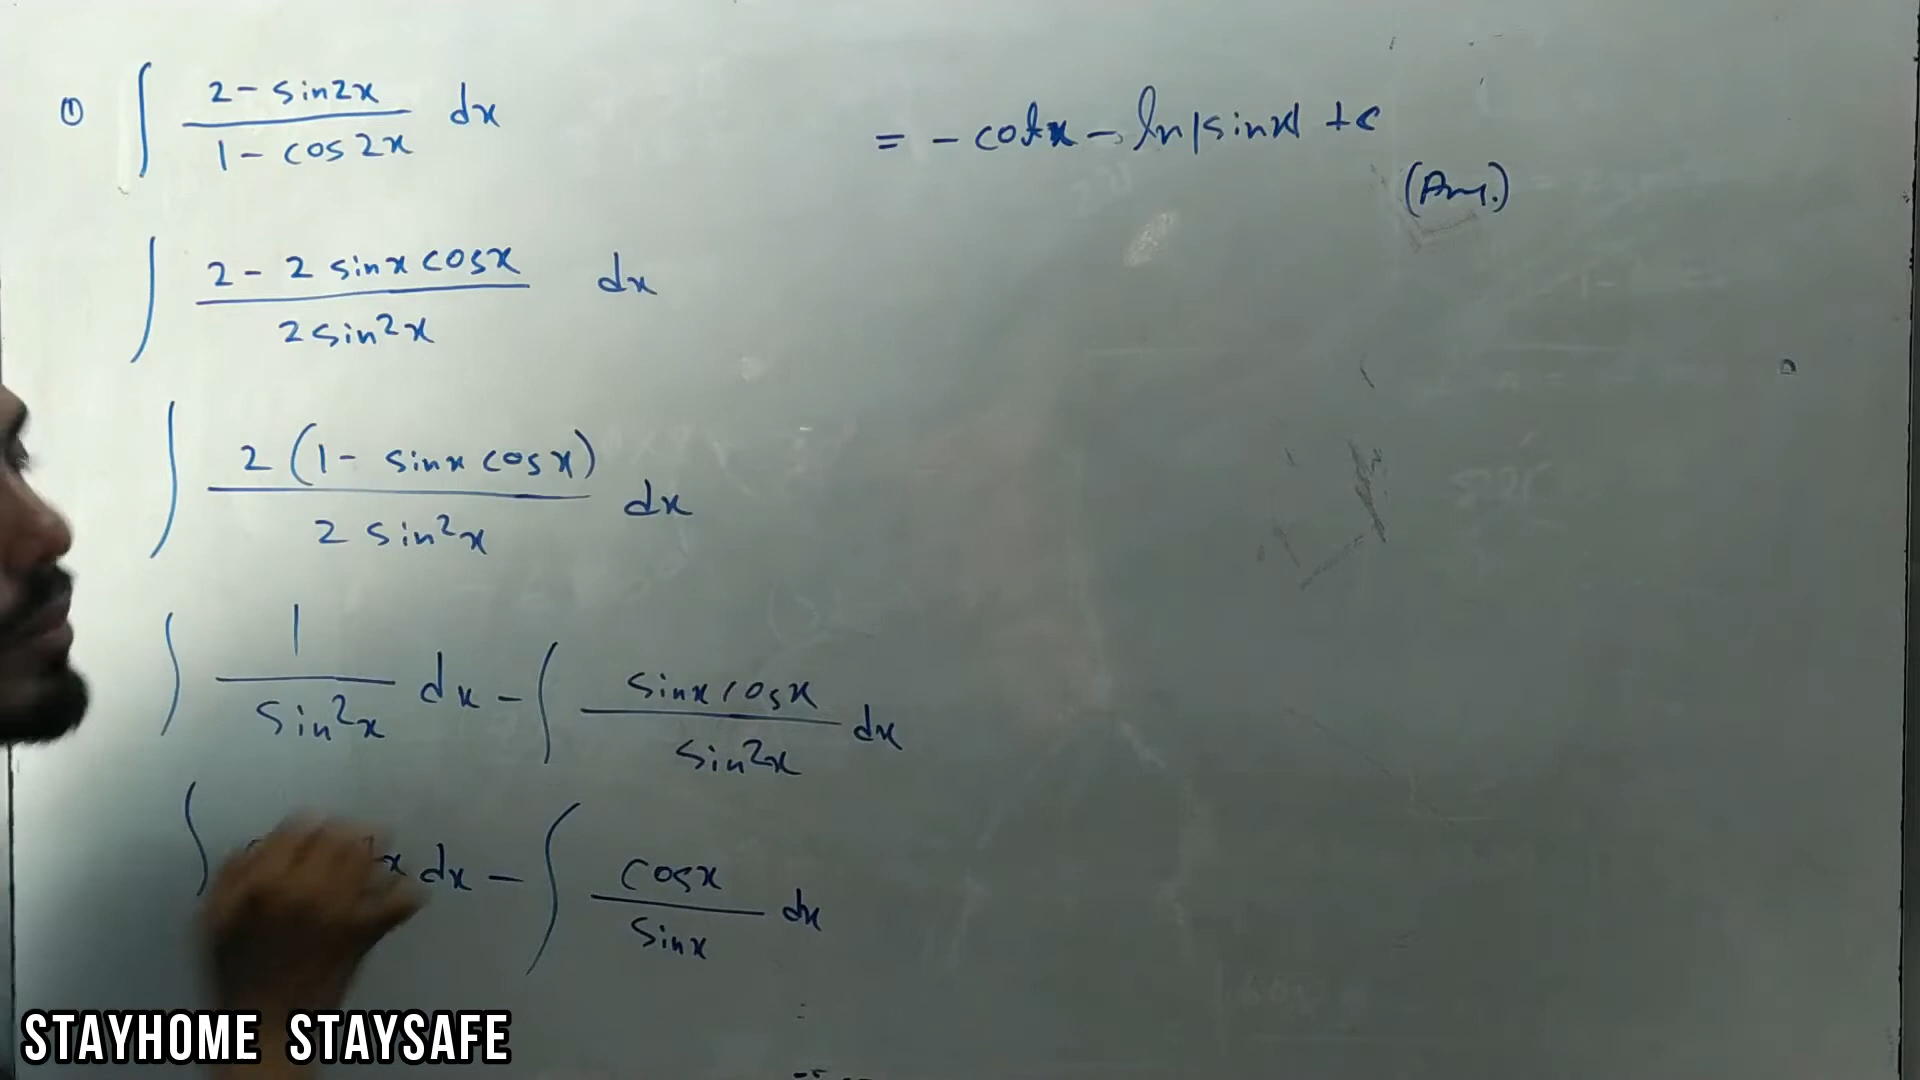 ① ∫ 2 - sin2x / 1 - cos2x dx
∫ 2 - 2 sinx cosx / 2sin²x dx
∫ 2 (1 - sinx cosx) / 2 sin²x dx
∫ 1 / sin²x dx - ∫ sinx cosx / sin²x dx
∫ ²x dx - ∫ cosx / sinx dx
= - cotx - ln|sinx| + c
(Ans.)
STAYHOME STAYSAFE